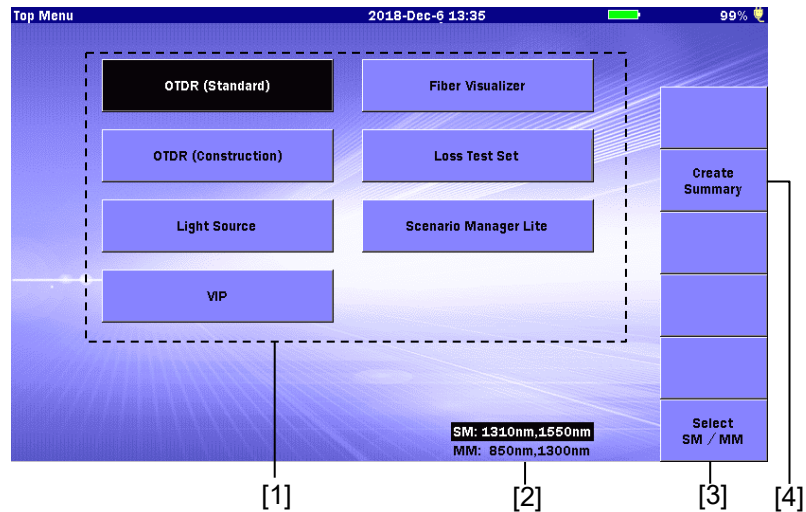 Top Menu 2018-Dec-6 13:35 99%
OTDR (Standard)
Fiber Visualizer
OTDR (Construction)
Loss Test Set
Light Source
Scenario Manager Lite
VIP
Create
Summary
SM: 1310nm,1550nm
MM: 850nm,1300nm
Select
SM / MM
[1] [2] [3] [4]